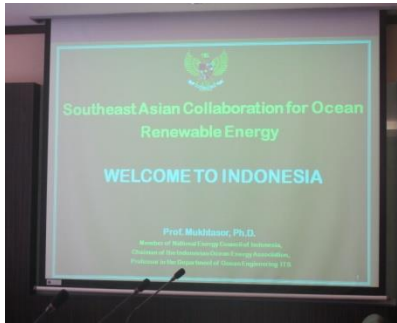 Southeast Asian Collaboration for Ocean
Renewable Energy
WELCOME TO INDONESIA
Prof. Mukhtasor, Ph.D.
Member of National Energy Council of Indonesia,
Chairman of the Indonesian Ocean Energy Association,
Professor in the Department of Ocean Engineering, ITS